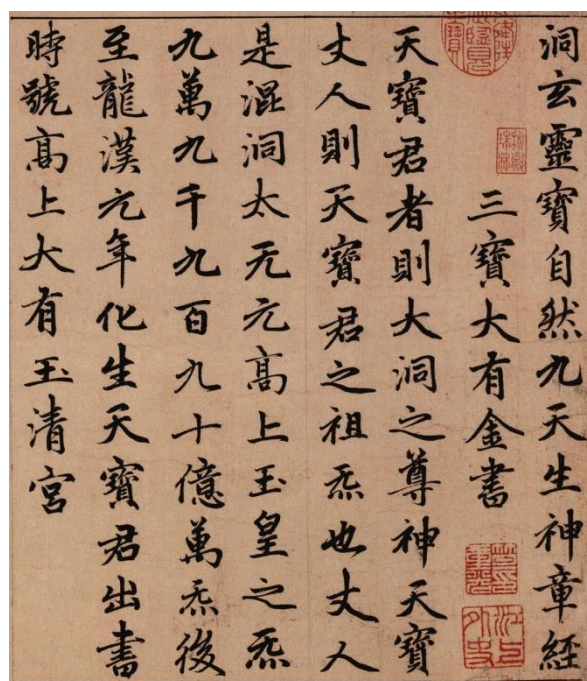 洞玄靈寶自然九天生神章經
三寶大有金書
天寶君者則大洞之尊神天寶
丈人則天寶君之祖炁也丈人
是混洞太无元高上玉皇之炁
九萬九千九百九十億萬炁後
至龍漢元年化生天寶君出書
時號高上大有玉清宮